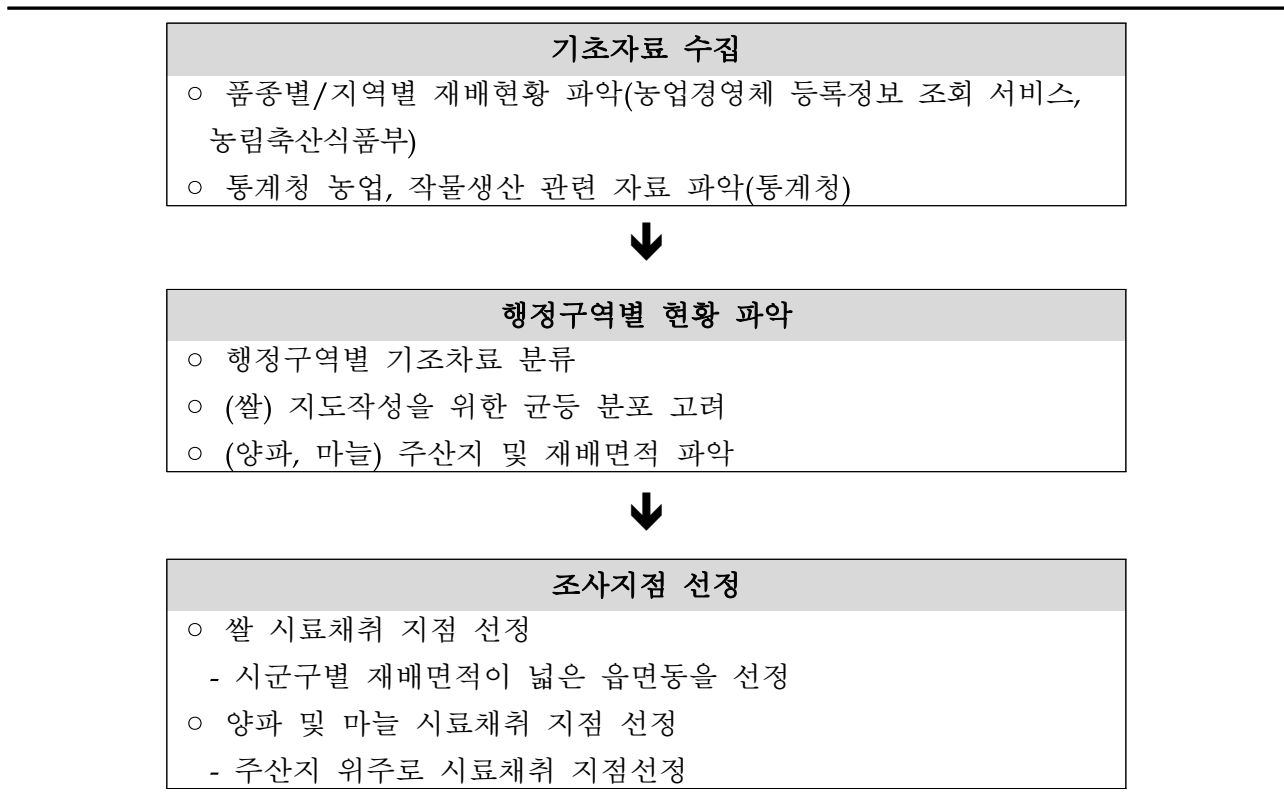 기초자료 수집
○ 품종별/지역별 재배현황 파악(농업경영체 등록정보 조회 서비스,
농림축산식품부)
○ 통계청 농업, 작물생산 관련 자료 파악(통계청)
행정구역별 현황 파악
○ 행정구역별 기조차료 분류
○ (쌀) 지도작성을 위한 균등 분포 고려
○ (양파, 마늘) 주산지 및 재배면적 파악
조사지점 선정
○ 쌀 시료채취 지점 선정
- 시군구별 재배면적이 넓은 읍면동을 선정
○ 양파 및 마늘 시료채취 지점 선정
- 주산지 위주로 시료채취 지점선정